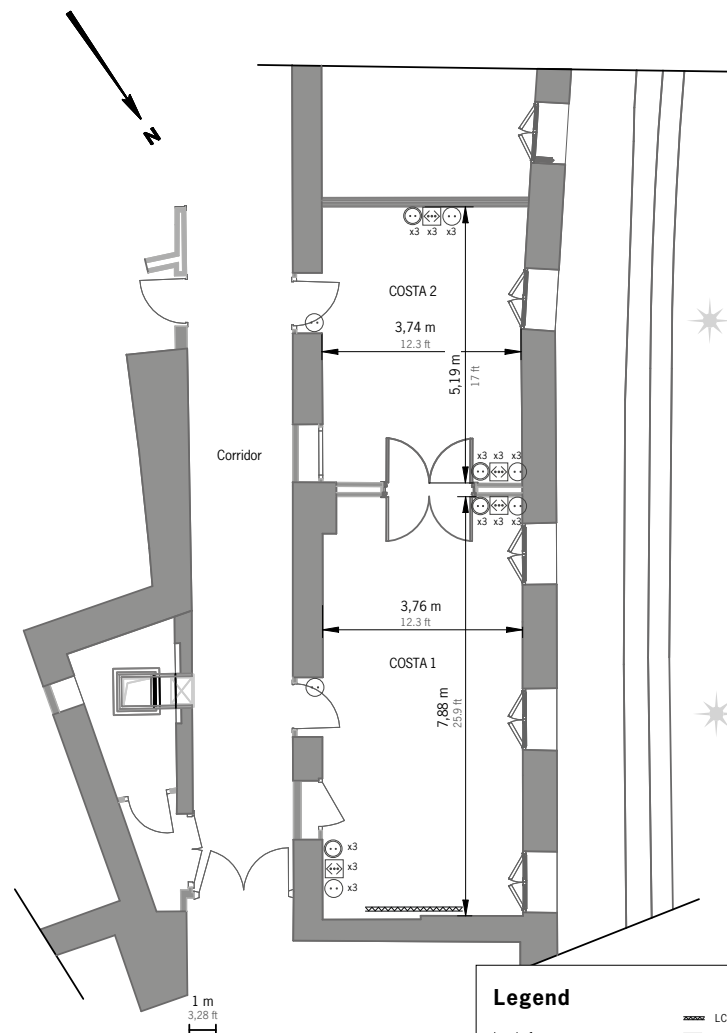 N
x3 x3 x3
COSTA 2
3,74 m
12.3 ft
5,19 m
17 ft
Corridor
x3 x3 x3
x3 x3 x3
3,76 m
12.3 ft
COSTA 1
7,88 m
25.9 ft
x3
x3
x3
1 m
3,28 ft
Legend
LC